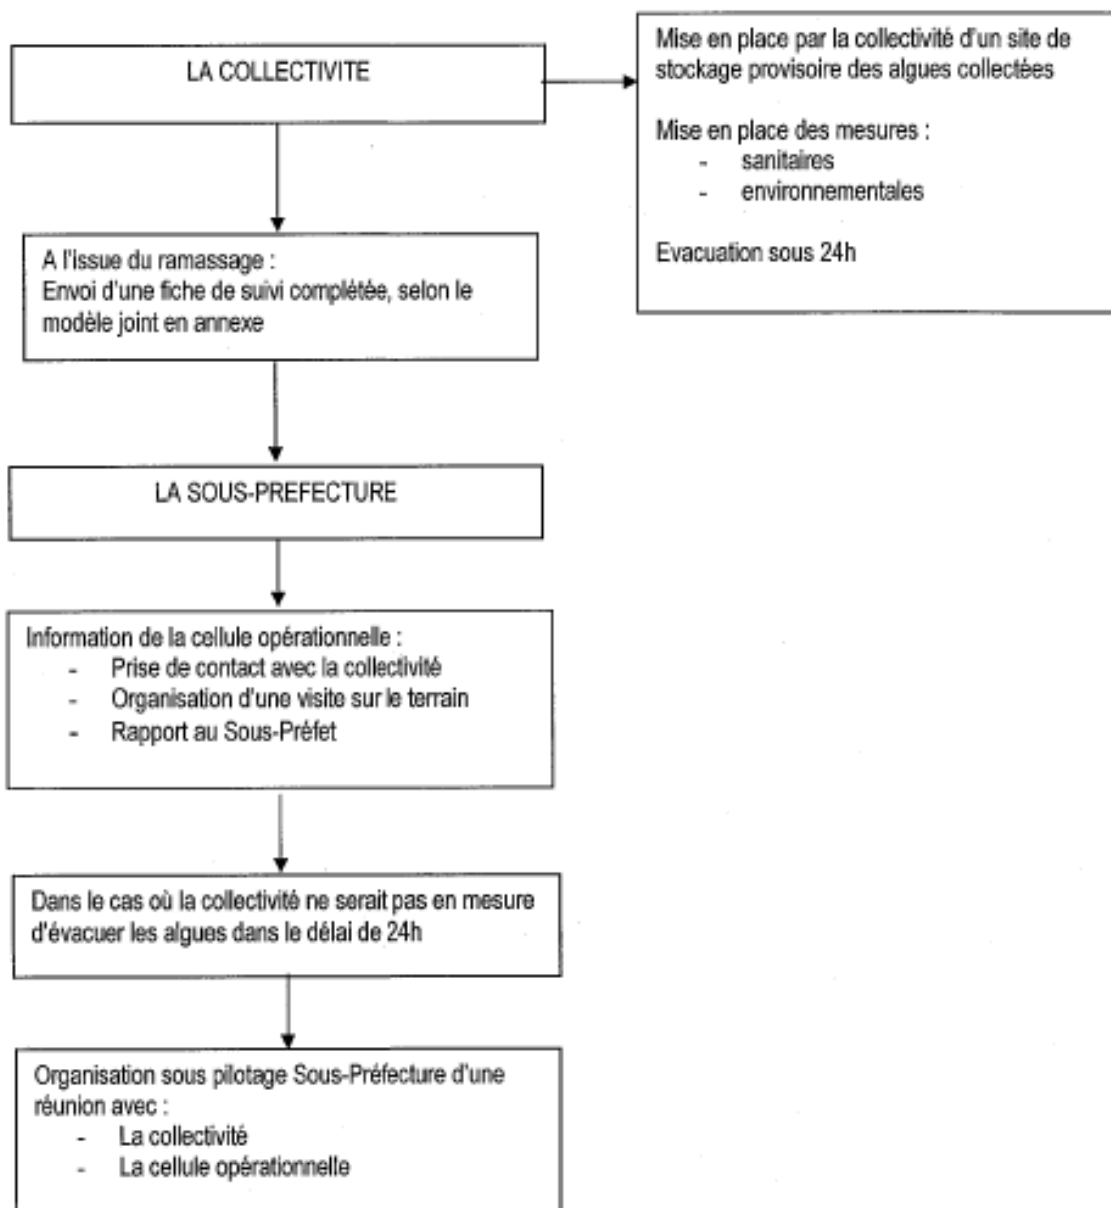 LA COLLECTIVITE
Mise en place par la collectivité d'un site de
stockage provisoire des algues collectées
Mise en place des mesures :
- sanitaires
- environnementales
Evacuation sous 24h
A l'issue du ramassage :
Envoi d'une fiche de suivi complétée, selon le
modèle joint en annexe
LA SOUS-PREFECTURE
Information de la cellule opérationnelle :
- Prise de contact avec la collectivité
- Organisation d'une visite sur le terrain
- Rapport au Sous-Préfet
Dans le cas où la collectivité ne serait pas en mesure
d'évacuer les algues dans le délai de 24h
Organisation sous pilotage Sous-Préfecture d'une
réunion avec :
- La collectivité
- La cellule opérationnelle